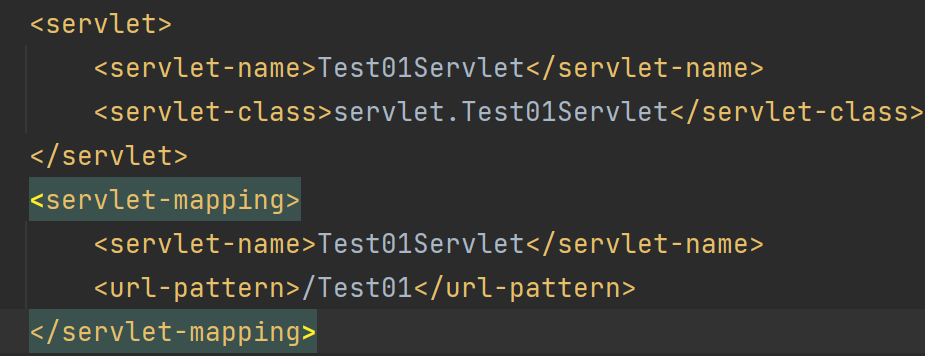 <servlet>
<servlet-name>Test01Servlet</servlet-name>
<servlet-class>servlet.Test01Servlet</servlet-class>
</servlet>
<servlet-mapping>
<servlet-name>Test01Servlet</servlet-name>
<url-pattern>/Test01</url-pattern>
</servlet-mapping>